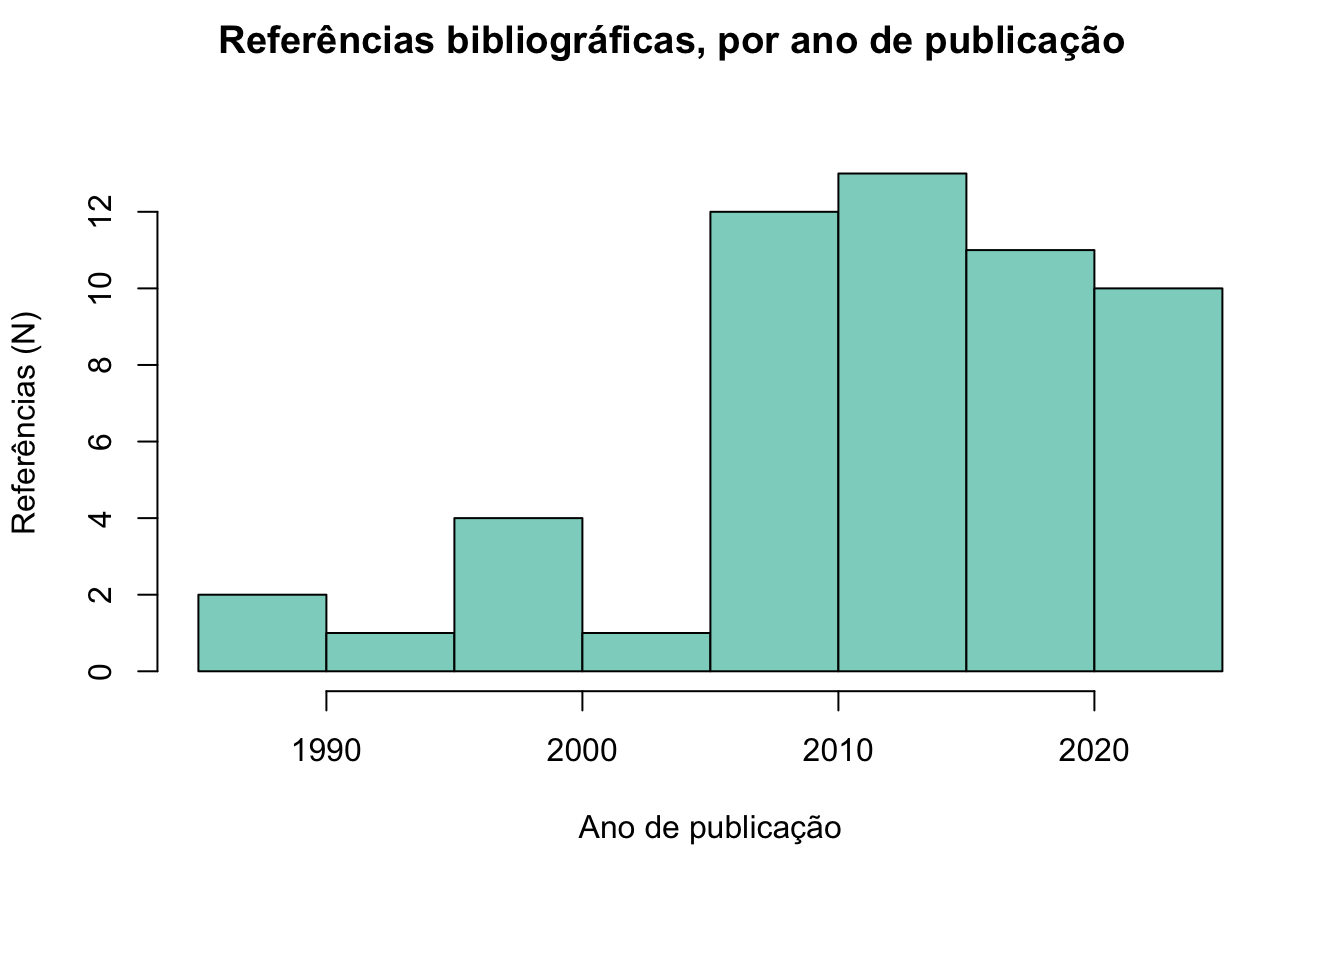 Referências bibliográficas, por ano de publicação
Referências (N)
12
10
8
6
4
2
0
1990 2000 2010 2020
Ano de publicação